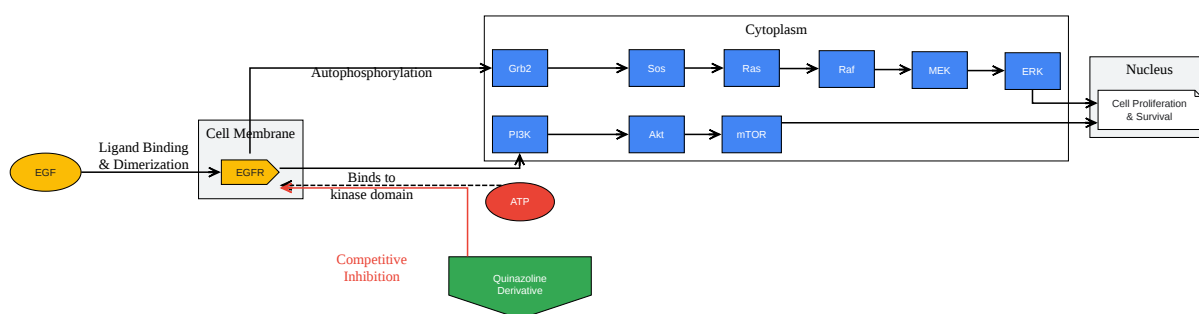 Cytoplasm
Grb2
Sos
Ras
Raf
MEK
ERK
Autophosphorylation
Nucleus
Cell Proliferation
& Survival
Cell Membrane
PI3K
Akt
mTOR
Ligand Binding
& Dimerization
EGF
EGFR
Binds to
kinase domain
ATP
Competitive
Inhibition
Quinazoline
Derivative